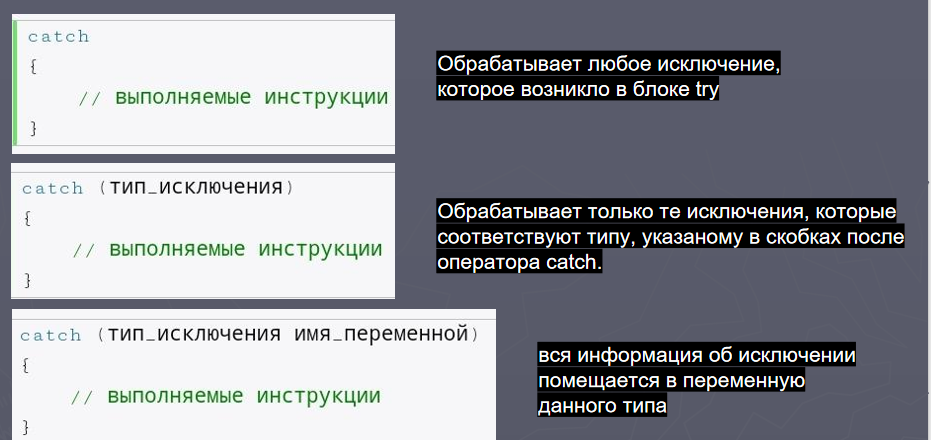 catch
{
// выполняемые инструкции
}
Обрабатывает любое исключение,
которое возникло в блоке try
catch (тип_исключения)
{
// выполняемые инструкции
}
Обрабатывает только те исключения, которые
соответствуют типу, указаному в скобках после
оператора catch.
catch (тип_исключения имя_переменной)
{
// выполняемые инструкции
}
вся информация об исключении
помещается в переменную
данного типа